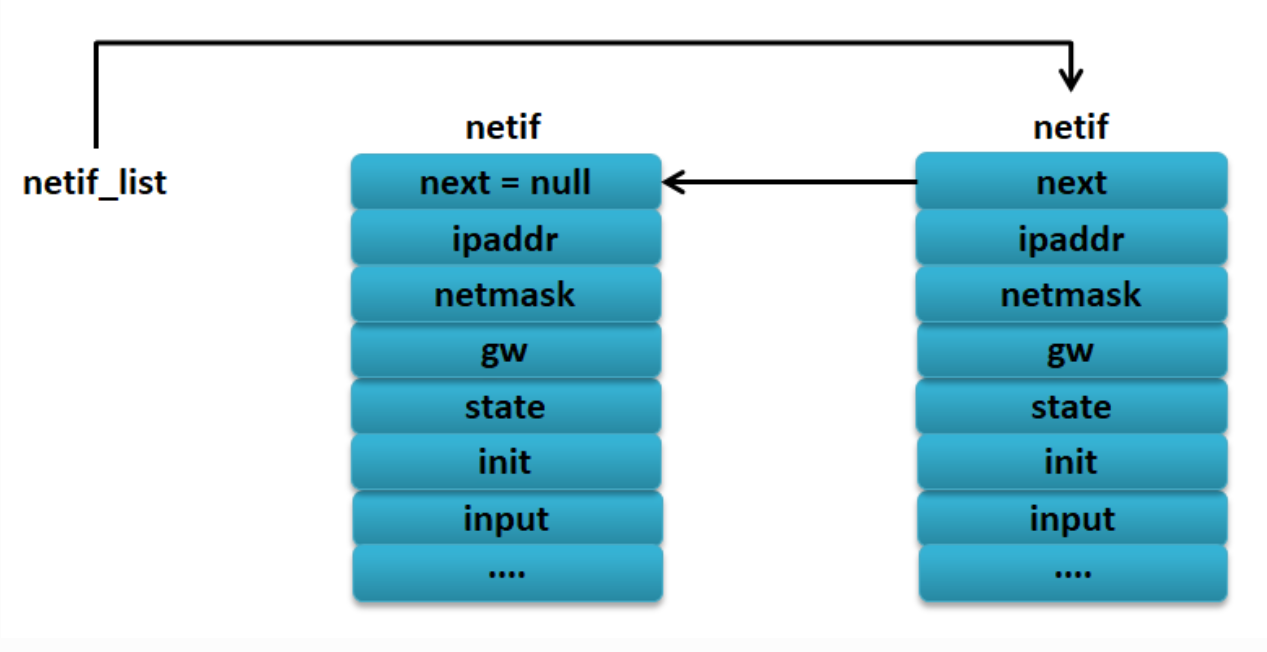 netif
netif
netif_list
next = null
next
ipaddr
ipaddr
netmask
netmask
gw
gw
state
state
init
init
input
input
....
....